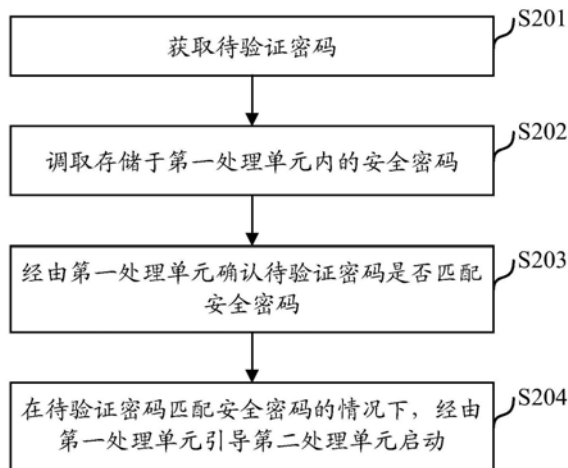 获取待验证密码
S201
调取存储于第一处理单元内的安全密码
S202
经由第一处理单元确认待验证密码是否匹配
安全密码
S203
在待验证密码匹配安全密码的情况下，经由
第一处理单元引导第二处理单元启动
S204